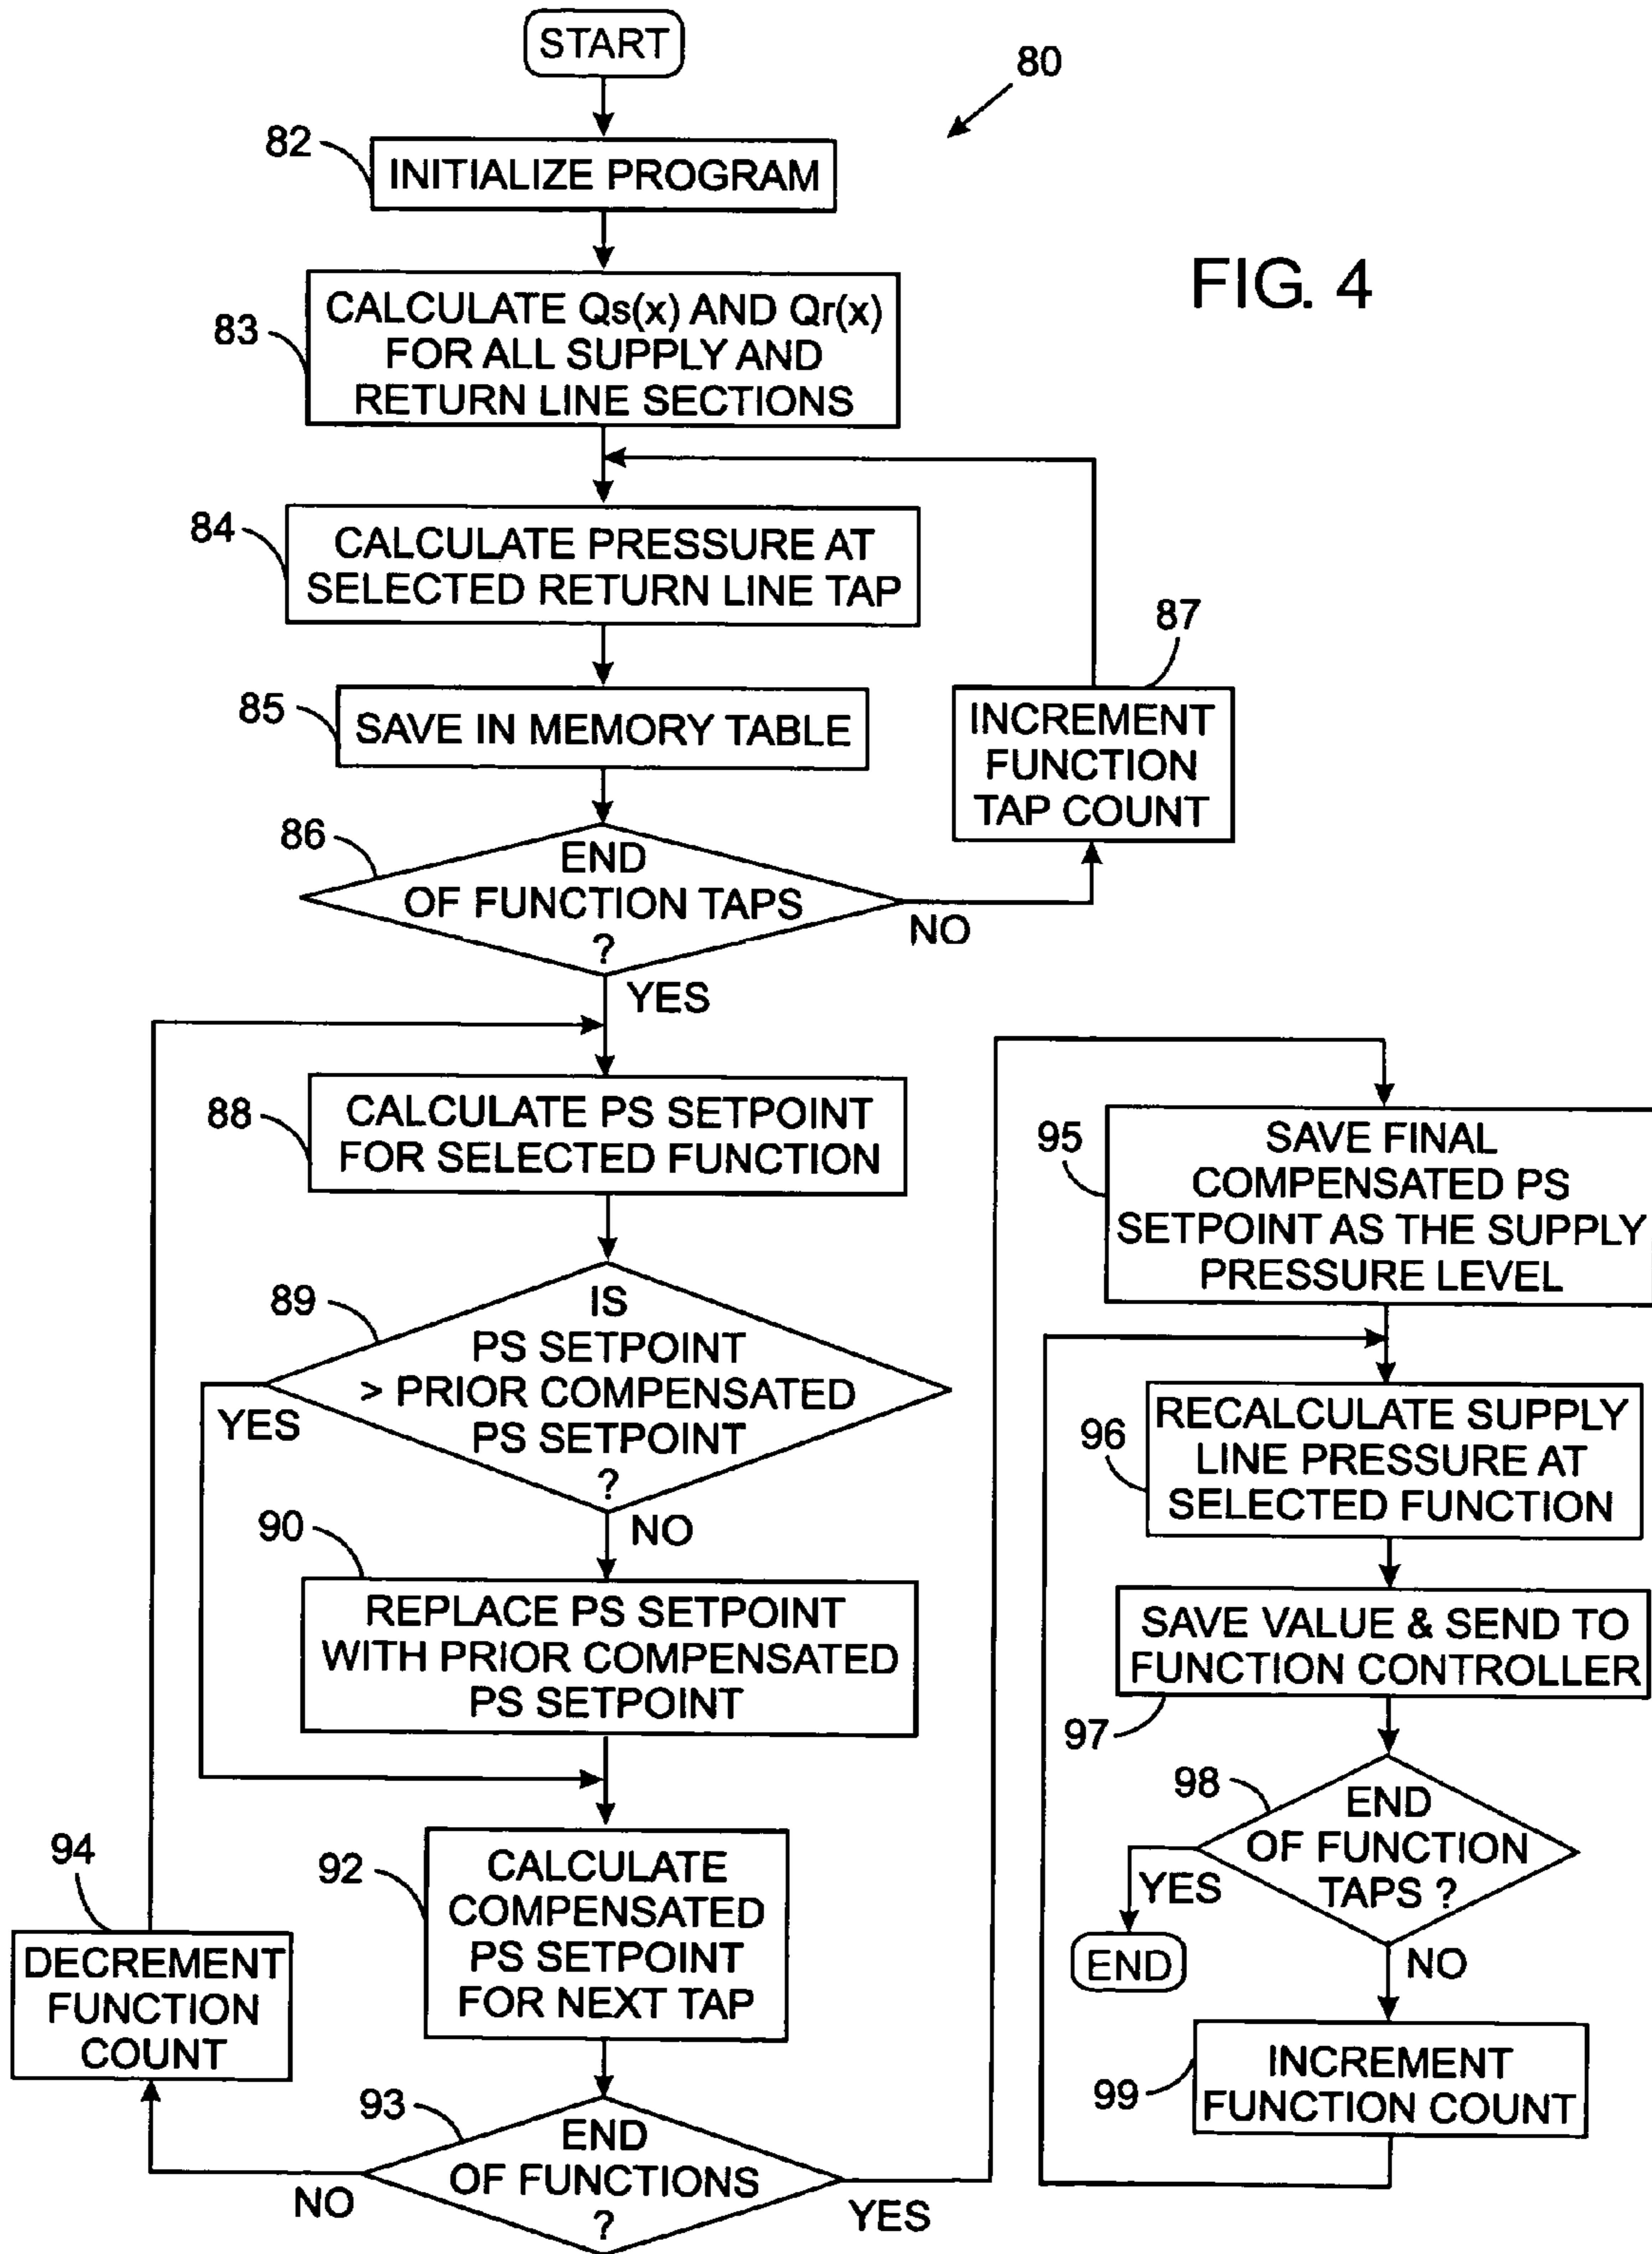 START
80
82
INITIALIZE PROGRAM
FIG. 4
83
CALCULATE Qs(x) AND Qr(x)
FOR ALL SUPPLY AND
RETURN LINE SECTIONS
84
CALCULATE PRESSURE AT
SELECTED RETURN LINE TAP
87
INCREMENT
FUNCTION
TAP COUNT
85
SAVE IN MEMORY TABLE
86
END
OF FUNCTION TAPS
?
NO
YES
88
CALCULATE PS SETPOINT
FOR SELECTED FUNCTION
89
IS
PS SETPOINT
> PRIOR COMPENSATED
PS SETPOINT
?
YES
NO
90
REPLACE PS SETPOINT
WITH PRIOR COMPENSATED
PS SETPOINT
92
CALCULATE
COMPENSATED
PS SETPOINT
FOR NEXT TAP
94
DECREMENT
FUNCTION
COUNT
93
END
OF FUNCTIONS
?
NO
YES
95
SAVE FINAL
COMPENSATED PS
SETPOINT AS THE SUPPLY
PRESSURE LEVEL
96
RECALCULATE SUPPLY
LINE PRESSURE AT
SELECTED FUNCTION
SAVE VALUE & SEND TO
FUNCTION CONTROLLER
97
98
END
OF FUNCTION
TAPS ?
YES
END
NO
99
INCREMENT
FUNCTION COUNT